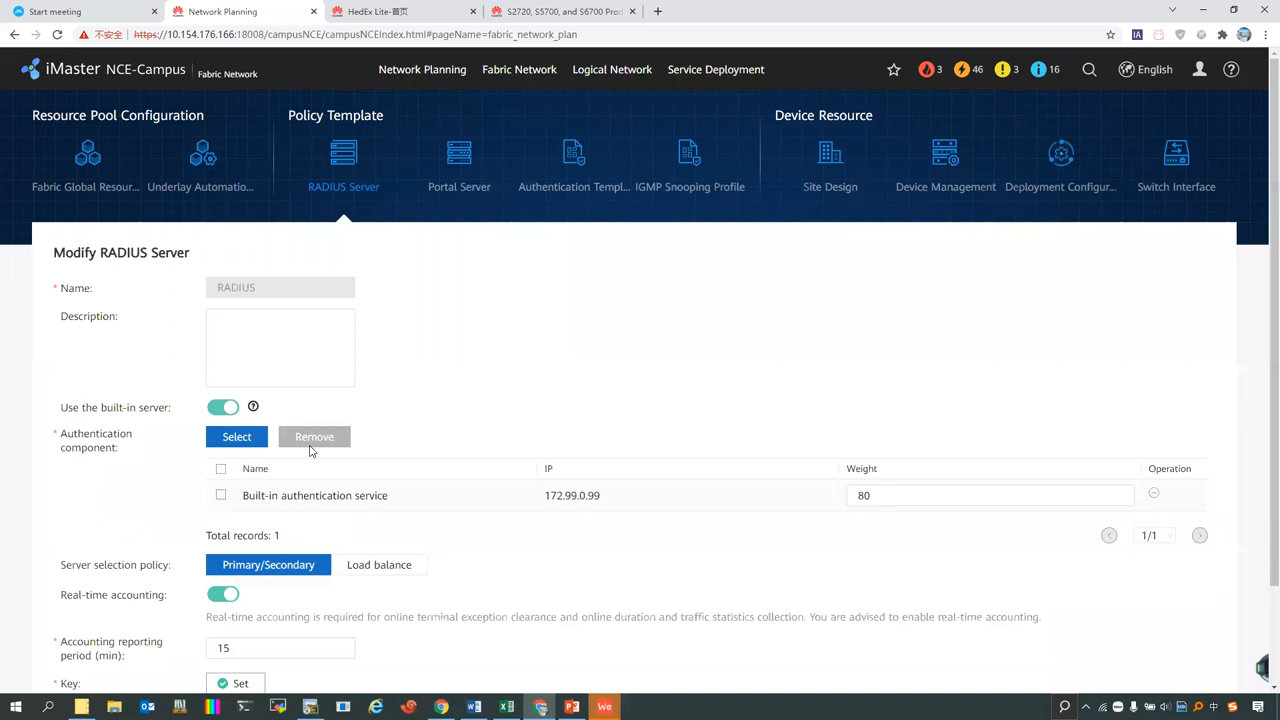 Start meeting
Network Planning
HedEx Lite-首页
S2720, S5700, and S6700 Prod
不安全 https://10.154.176.166:18008/campusNCE/campusNCEIndex.html#pageName=fabric_network_plan
iMaster NCE-Campus Fabric Network
Network Planning Fabric Network Logical Network Service Deployment
3 46 3 16 English
Resource Pool Configuration Policy Template Device Resource
Fabric Global Resour... Underlay Automatio... RADIUS Server Portal Server Authentication Templ... IGMP Snooping Profile Site Design Device Management Deployment Configur... Switch Interface
Modify RADIUS Server
* Name: RADIUS
Description:
Use the built-in server:
* Authentication component: Select Remove
Name IP Weight Operation
Built-in authentication service 172.99.0.99 80
Total records: 1 1/1
Server selection policy: Primary/Secondary Load balance
Real-time accounting:
Real-time accounting is required for online terminal exception clearance and online duration and traffic statistics collection. You are advised to enable real-time accounting.
* Accounting reporting period (min): 15
* Key: Set